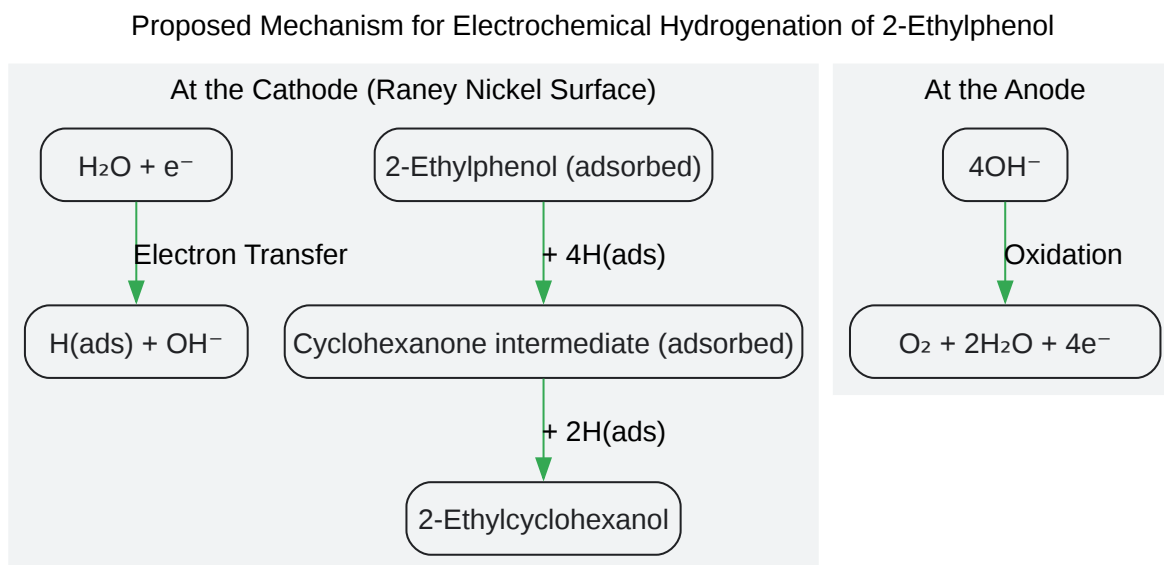 Proposed Mechanism for Electrochemical Hydrogenation of 2-Ethylphenol
At the Cathode (Raney Nickel Surface)
H₂O + e⁻
Electron Transfer
H(ads) + OH⁻
2-Ethylphenol (adsorbed)
+ 4H(ads)
Cyclohexanone intermediate (adsorbed)
+ 2H(ads)
2-Ethylcyclohexanol
At the Anode
4OH⁻
Oxidation
O₂ + 2H₂O + 4e⁻